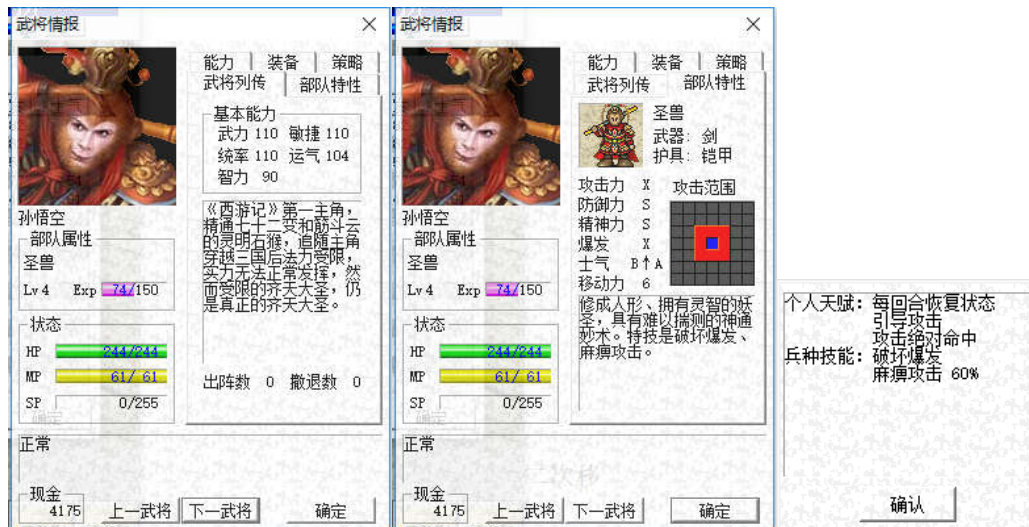 武将情报
能力 装备 策略
武将列传 部队特性
基本能力
武力 110 敏捷 110
统率 110 运气 104
智力 90
孙悟空
部队属性
圣兽
Lv 4 Exp 74/150
状态
HP 244/244
MP 61/ 61
SP 0/255
《西游记》第一主角，
精通七十二变和筋斗云
的灵明石猴，追随主角
穿越三国后法力受限，
实力无法正常发挥，然
而受限的齐天大圣，仍
是真正的齐天大圣。
出阵数 0 撤退数 0
正常
现金
4175
上一武将 下一武将 确定
武将情报
能力 装备 策略
武将列传 部队特性
圣兽
武器：剑
护具：铠甲
攻击力 X 攻击范围
防御力 S
精神力 S
爆发 X
士气 B↑A
移动力 6
孙悟空
部队属性
圣兽
Lv 4 Exp 74/150
状态
HP 244/244
MP 61/ 61
SP 0/255
修成人形、拥有灵智的妖
圣，具有难以揣测的神通
妙术。特技是破坏爆发、
麻痹攻击。
正常
现金
4175
上一武将 下一武将 确定
个人天赋：每回合恢复状态
引导攻击
攻击绝对命中
兵种技能：破坏爆发
麻痹攻击 60%
确认